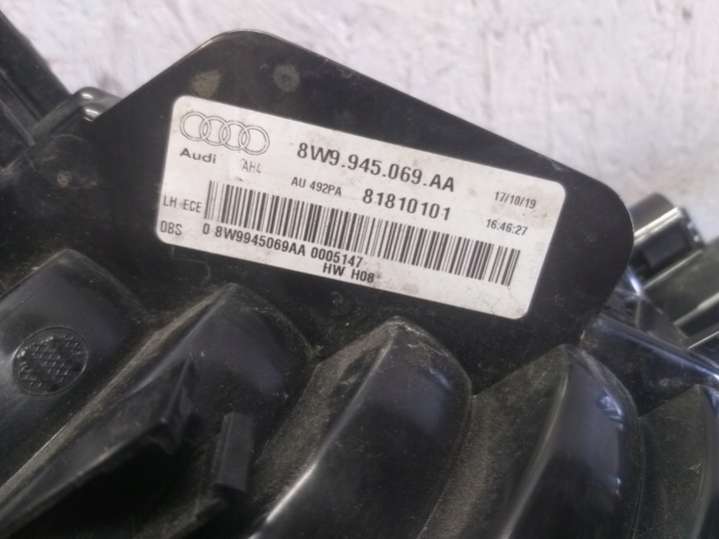 8W9.945.069.AA
Audi
AU 492PA 81810101 17/10/19
LH ECE 16:46:27
OBS 0 8W9945069AA 0005147
HW H08